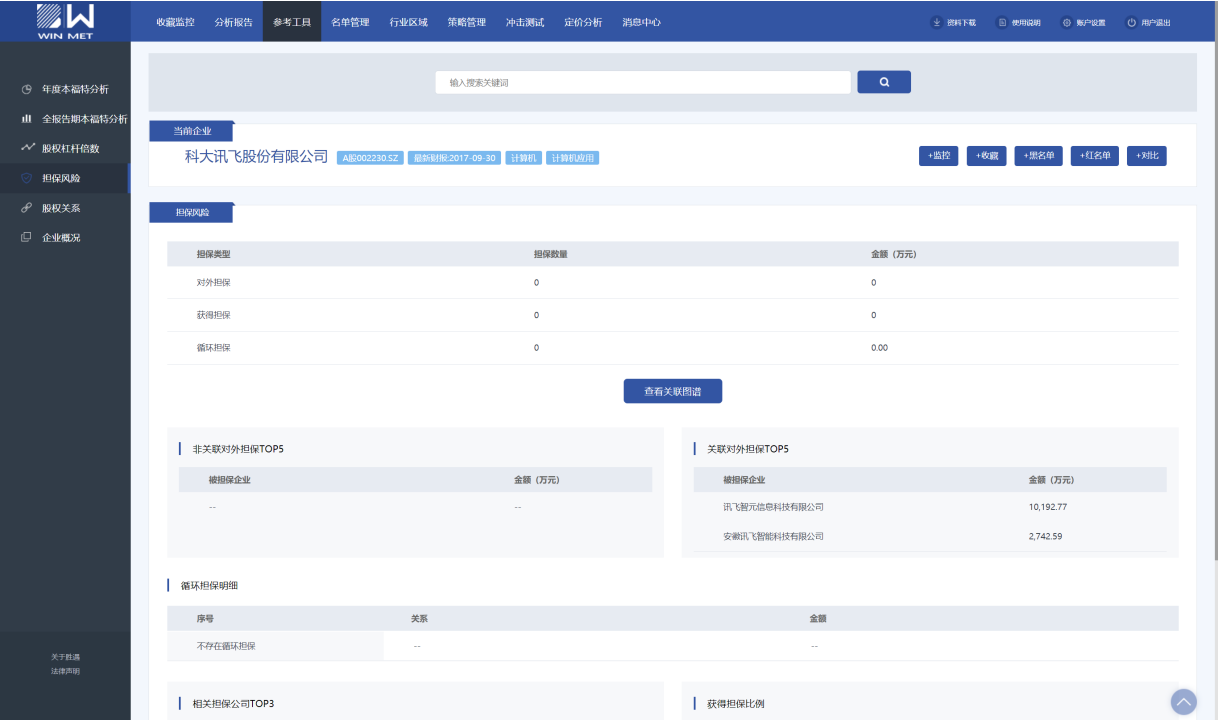 WIN MET
收藏监控 分析报告 参考工具 名单管理 行业区域 策略管理 冲击测试 定价分析 消息中心 资料下载 使用说明 账户设置 用户退出
年度本福特分析
全报告期本福特分析
股权杠杆倍数
担保风险
股权关系
企业概况
关于胜遇
法律声明
输入搜索关键词
当前企业
科大讯飞股份有限公司 A股002230.SZ 最新财报:2017-09-30 计算机 计算机应用 +监控 +收藏 +黑名单 +红名单 +对比
担保风险
担保类型 担保数量 金额（万元）
对外担保 0 0
获得担保 0 0
循环担保 0 0.00
查看关联图谱
非关联对外担保TOP5
被担保企业 金额（万元）
-- --
关联对外担保TOP5
被担保企业 金额（万元）
讯飞智元信息科技有限公司 10,192.77
安徽讯飞智能科技有限公司 2,742.59
循环担保明细
序号 关系 金额
不存在循环担保 -- --
相关担保公司TOP3 获得担保比例